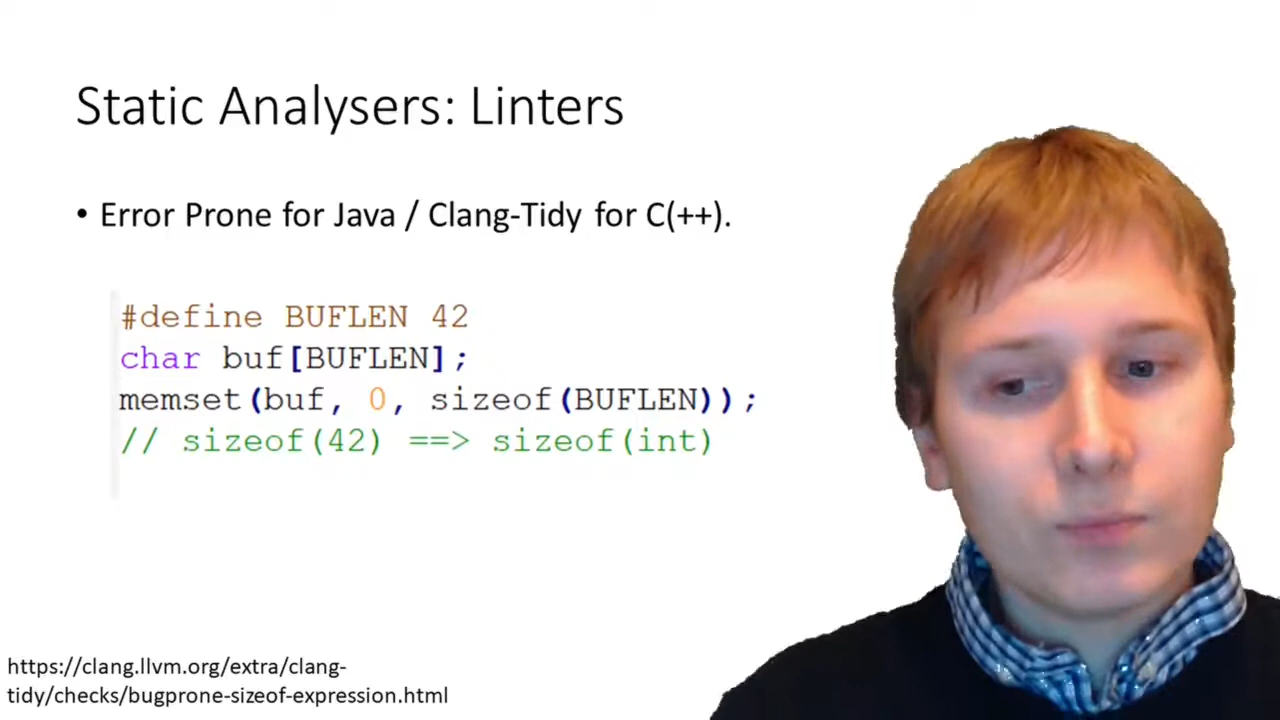 Static Analysers: Linters
• Error Prone for Java / Clang-Tidy for C(++).
#define BUFLEN 42
char buf[BUFLEN];
memset(buf, 0, sizeof(BUFLEN));
// sizeof(42) ==> sizeof(int)
https://clang.llvm.org/extra/clang-
tidy/checks/bugprone-sizeof-expression.html